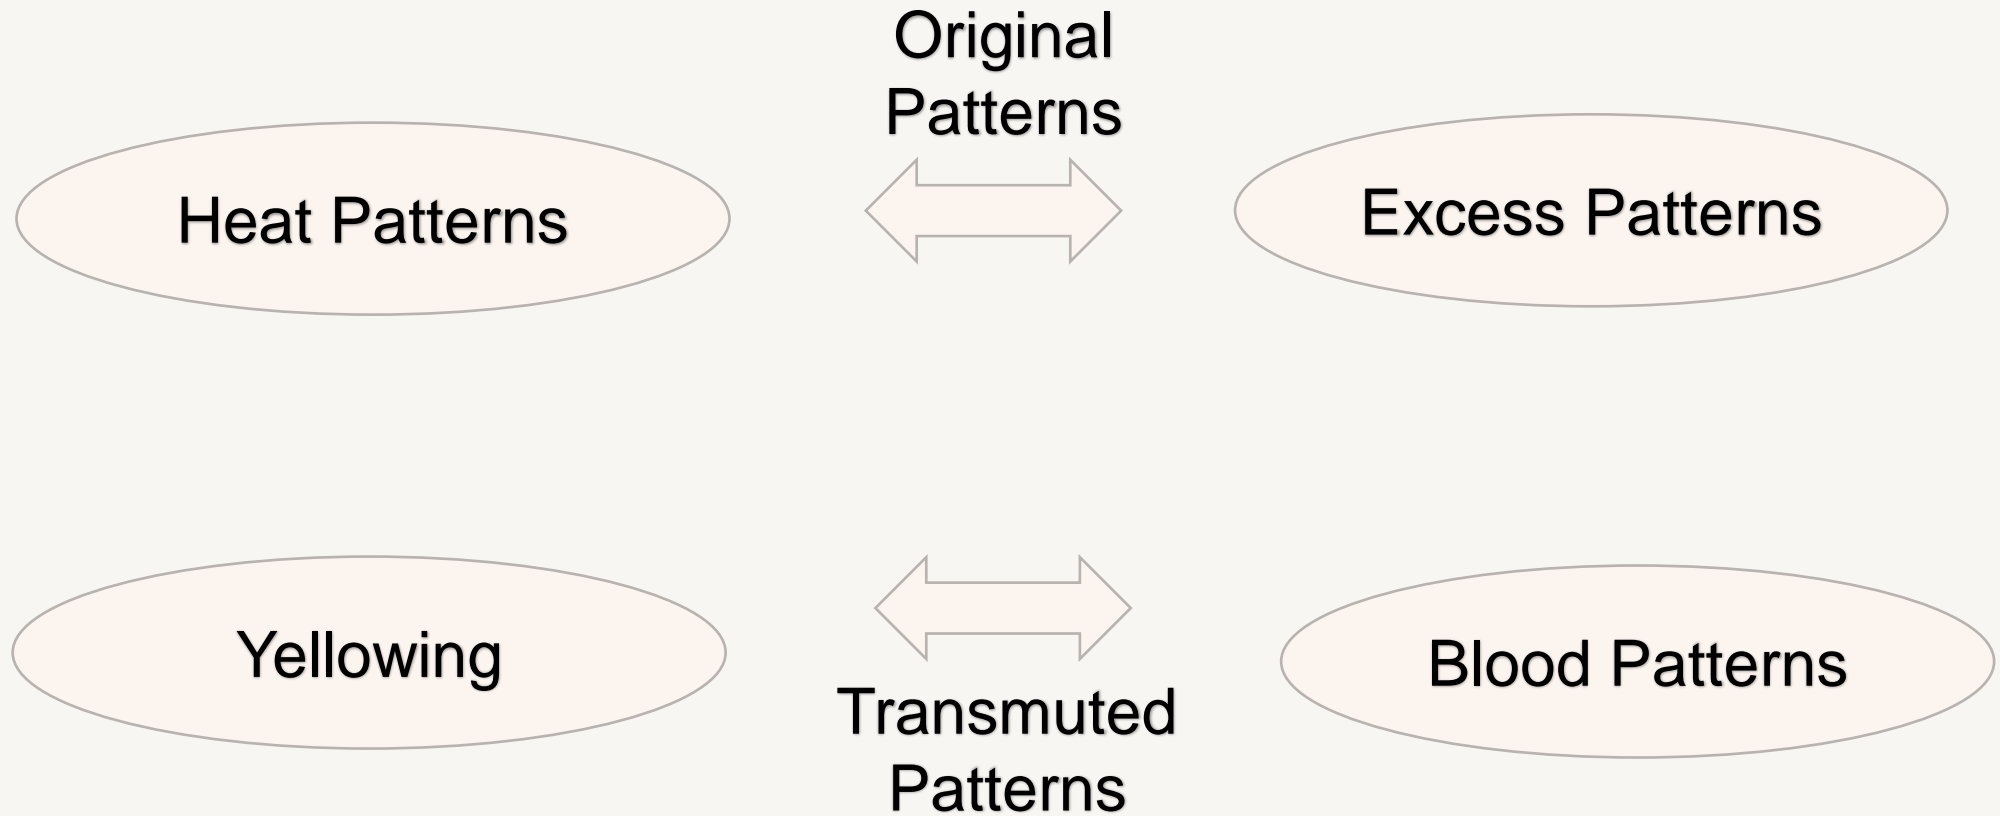 Original
Patterns
Heat Patterns
Excess Patterns
Yellowing
Blood Patterns
Transmuted
Patterns